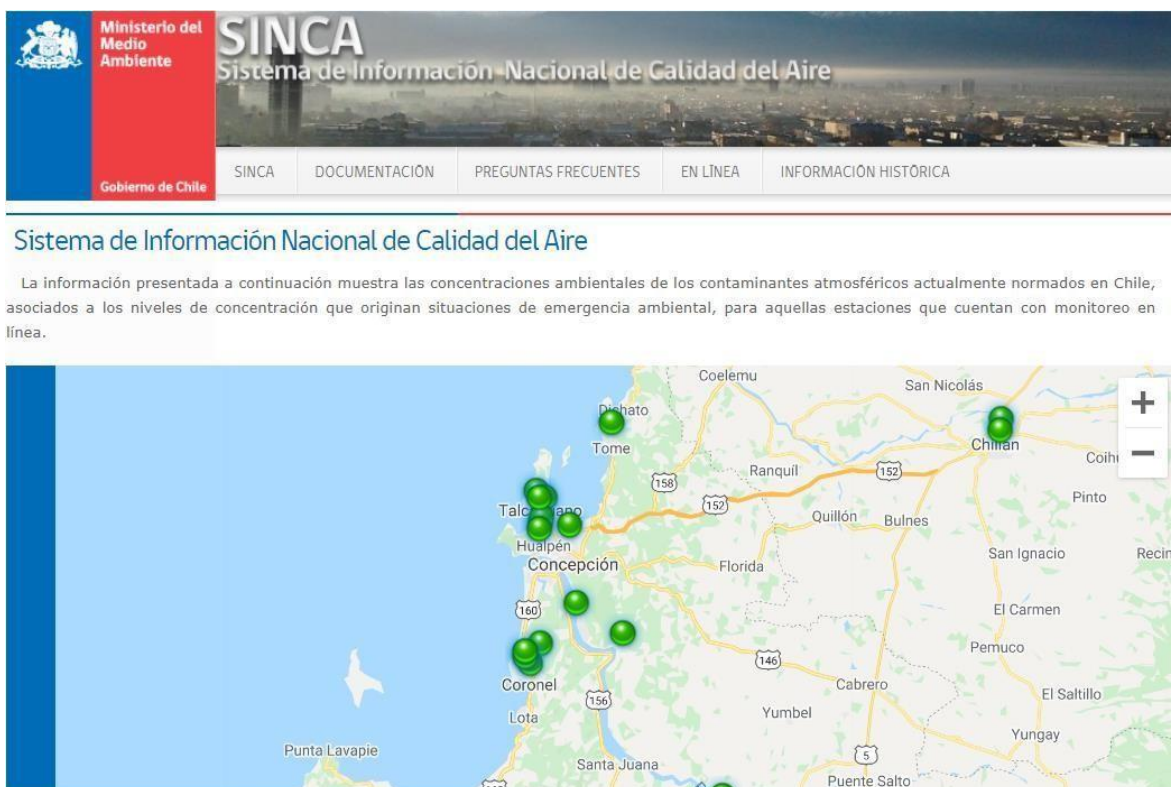 Ministerio del
Medio
Ambiente
Gobierno de Chile
SINCA
Sistema de Información Nacional de Calidad del Aire
SINCA
DOCUMENTACIÓN
PREGUNTAS FRECUENTES
EN LÍNEA
INFORMACIÓN HISTÓRICA
Sistema de Información Nacional de Calidad del Aire
La información presentada a continuación muestra las concentraciones ambientales de los contaminantes atmosféricos actualmente normados en Chile,
asociados a los niveles de concentración que originan situaciones de emergencia ambiental, para aquellas estaciones que cuentan con monitoreo en
línea.
Coelemu
San Nicolás
+
Dichato
Tome
Chillán
Coihu
−
Ranquíl
152
158
152
Pinto
Quillón
Bulnes
Hualpén
Concepción
Florida
San Ignacio
Recin
160
El Carmen
146
Pemuco
Coronel
156
Cabrero
El Saltillo
Lota
Yumbel
Yungay
Punta Lavapie
Santa Juana
5
Puente Salto